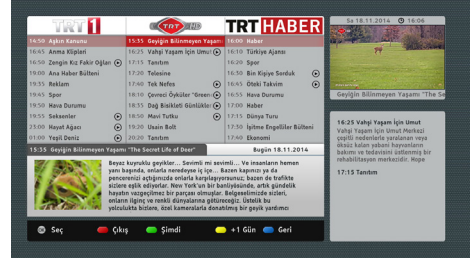 TRT 1
TRT HD
TRT HABER
Sa 18.11.2014 16:06
14:50 Aşkın Kanunu
15:35 Geyiğin Bilinmeyen Yaşamı
16:00 Haber
16:45 Anma Klipleri
16:25 Vahşi Yaşam İçin Umut
16:10 Türkiye Ajansı
16:50 Zengin Kız Fakir Oğlan
17:15 Tanıtım
16:20 Spor
19:00 Ana Haber Bülteni
17:20 Telesine
16:30 Bin Kişiye Sorduk
19:35 Reklam
17:40 Tek Nefes
16:45 Öteki Takvim
19:45 Spor
18:10 Çevreci Öyküler "Green
16:55 Hava Durumu
19:50 Hava Durumu
18:35 Dağ Bisikleti Günlükle
17:00 Haber
19:55 Seksenler
18:50 Mavi Tutku
17:15 Dünya Turu
23:00 Hayat Ağacı
19:30 Usain Bolt
17:30 İşitme Engelliler Bülteni
01:00 Yeşil Deniz
20:20 Tanıtım
17:40 Ekonomi
Geyiğin Bilinmeyen Yaşamı "The Se
15:35 Geyiğin Bilinmeyen Yaşamı "The Secret Life of Deer"
Bugün 18.11.2014
Beyaz kuyruklu geyikler... Sevimli mi sevimli... Ve insanların hemen
yanı başında, onlarla neredeyse iç içe... Bazen kapınızı ya da
pencerenizi açtığınızda onlarla karşılaşıyorsunuz, bazen de trafikte
sizlere eşlik ediyorlar. New York'un bir banliyösünde, artık gündelik
hayatın vazgeçilmez bir parçası olmuşlar. Belgeselimizde sizleri,
onların ilginç ve renkli dünyalarına götüreceğiz. Üstelik bu
yolculukta bizlere, özel kameralarla donatılmış bir geyik yardımcı
16:25 Vahşi Yaşam İçin Umut
Vahşi Yaşam İçin Umut Merkezi
çeşitli nedenlerle yaralanan veya
öksüz kalan yabani hayvanların
bakımı ve tedavisini üstlenmiş bir
rehabilitasyon merkezidir. Hope
17:15 Tanıtım
Seç
Çıkış
Şimdi
+1 Gün
Geri